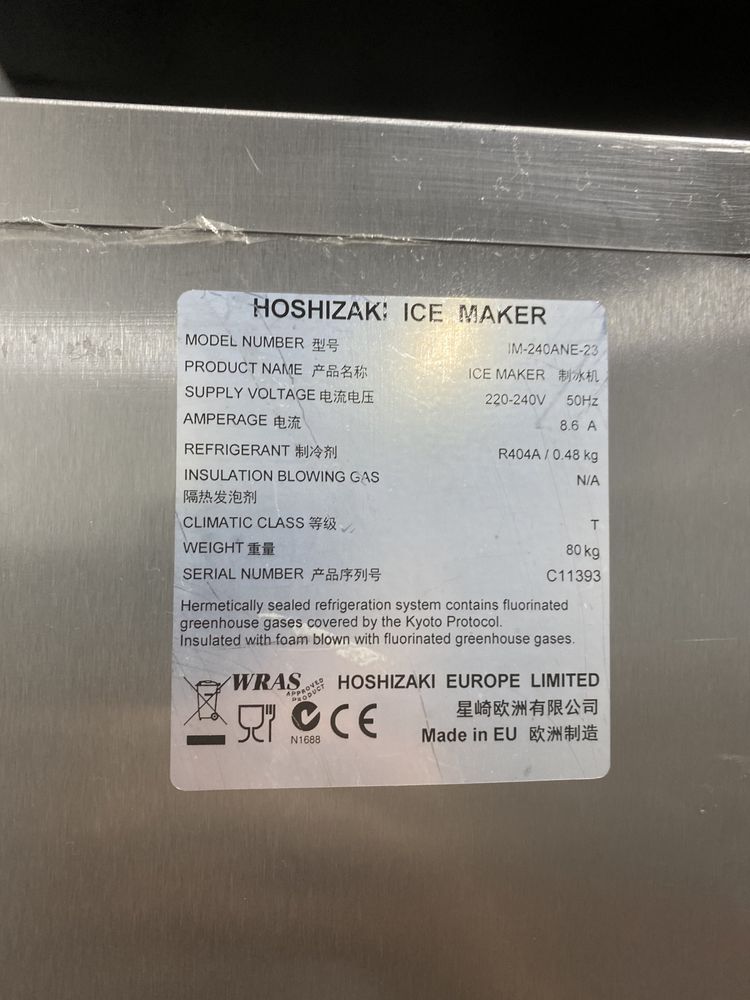 HOSHIZAKI ICE MAKER
MODEL NUMBER 型号 IM-240ANE-23
PRODUCT NAME 产品名称 ICE MAKER 制冰机
SUPPLY VOLTAGE 电流电压 220-240V 50Hz
AMPERAGE 电流 8.6 A
REFRIGERANT 制冷剂 R404A / 0.48 kg
INSULATION BLOWING GAS N/A
隔热发泡剂
CLIMATIC CLASS 等级 T
WEIGHT 重量 80 kg
SERIAL NUMBER 产品序列号 C11393
Hermetically sealed refrigeration system contains fluorinated
greenhouse gases covered by the Kyoto Protocol.
Insulated with foam blown with fluorinated greenhouse gases.
WRAS APPROVED PRODUCT HOSHIZAKI EUROPE LIMITED
星崎欧洲有限公司
N1688 CE Made in EU 欧洲制造